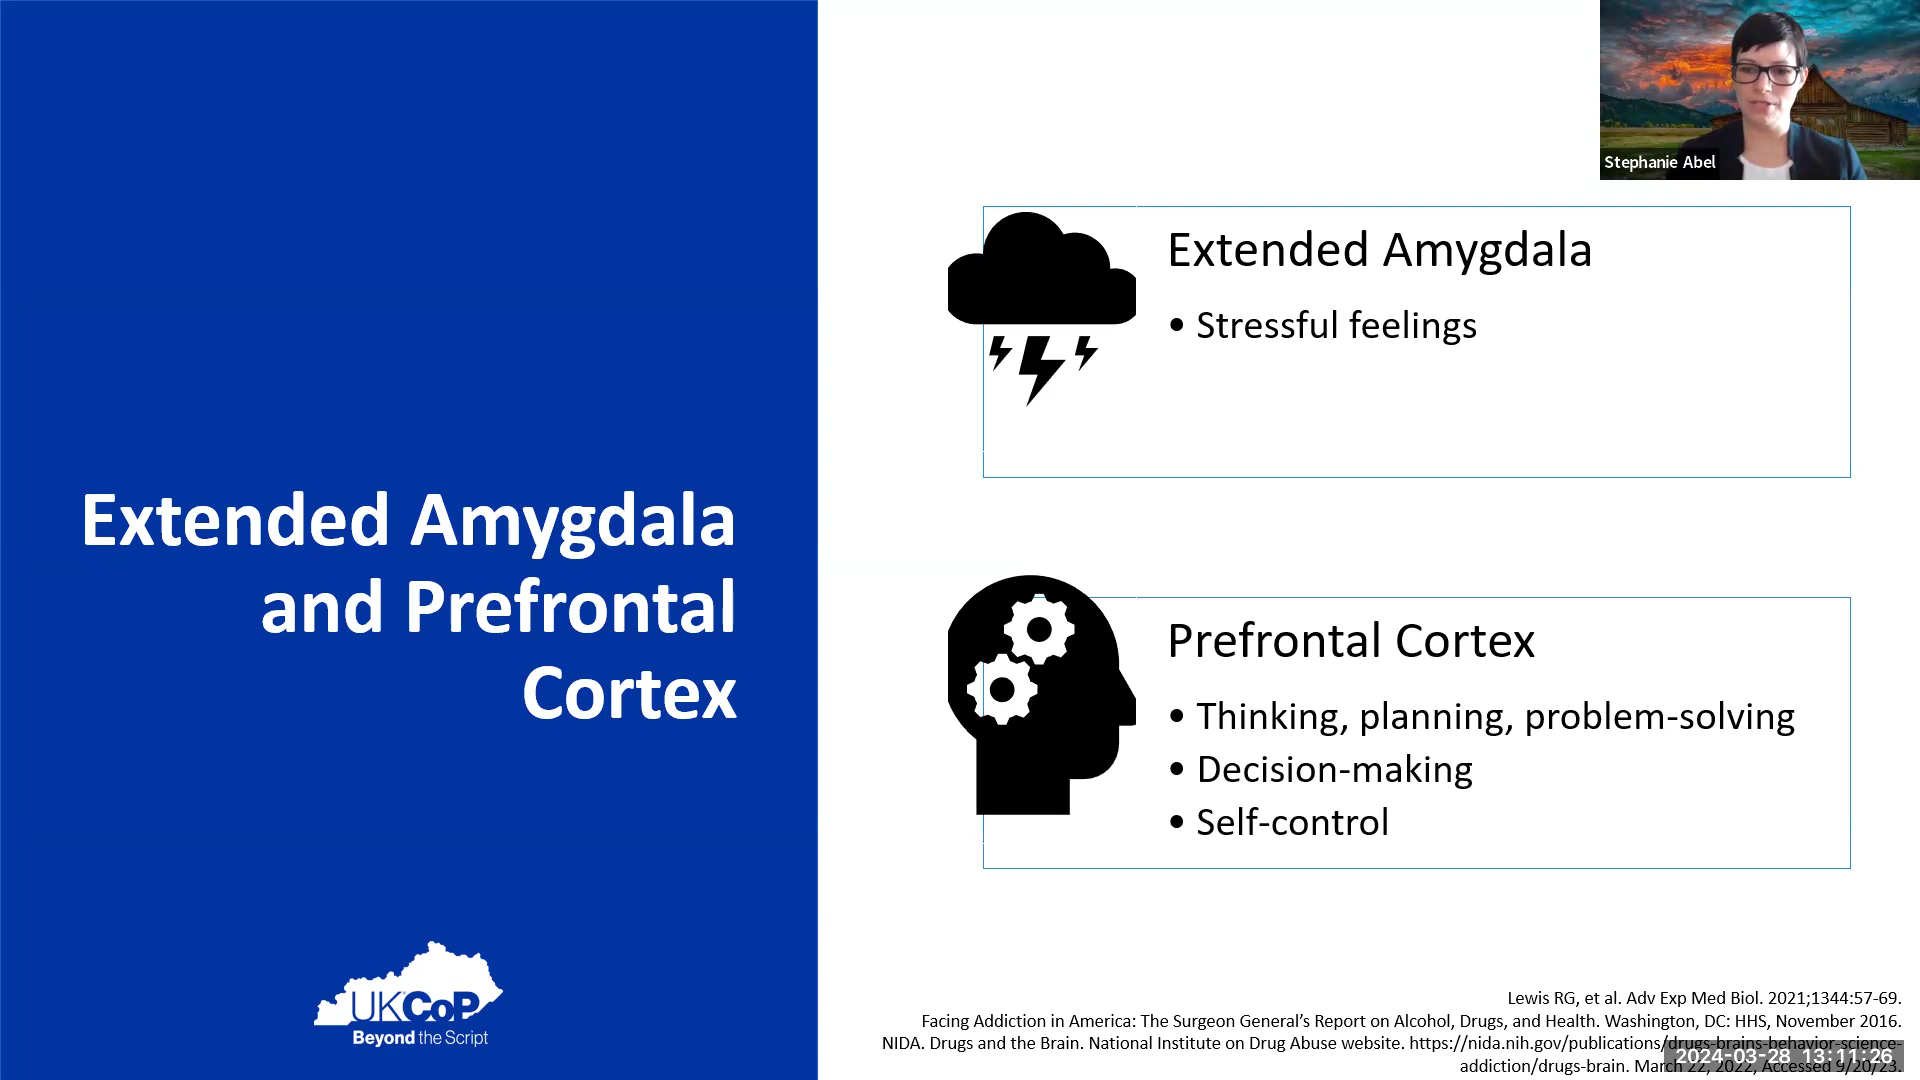 Stephanie Abel
Extended Amygdala
and Prefrontal
Cortex
UKCoP
Beyond the Script
Extended Amygdala
• Stressful feelings
Prefrontal Cortex
• Thinking, planning, problem-solving
• Decision-making
• Self-control
Lewis RG, et al. Adv Exp Med Biol. 2021;1344:57-69.
Facing Addiction in America: The Surgeon General’s Report on Alcohol, Drugs, and Health. Washington, DC: HHS, November 2016.
NIDA. Drugs and the Brain. National Institute on Drug Abuse website. https://nida.nih.gov/publications/drugs-brains-behavior-science-
addiction/drugs-brain. March 22, 2022, Accessed 9/20/23.
2024-03-28 13:11:26